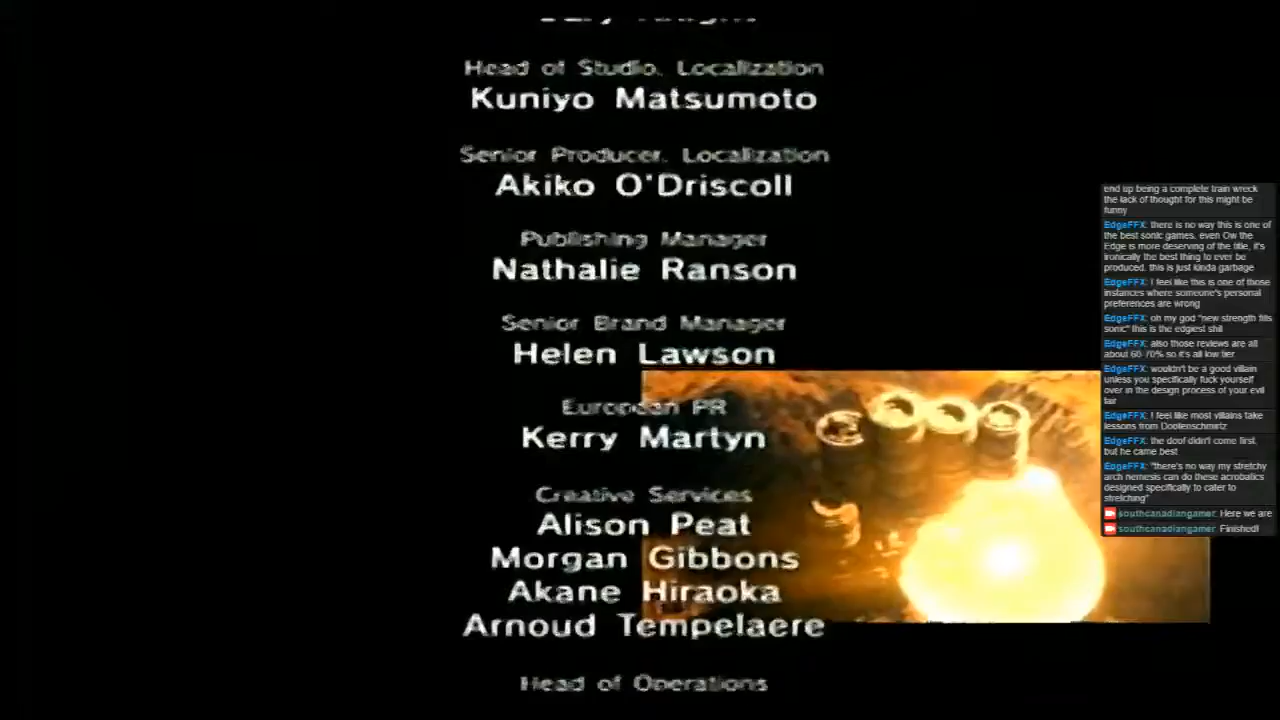 Head of Studio, Localization
Kuniyo Matsumoto
Senior Producer, Localization
Akiko O'Driscoll
Publishing Manager
Nathalie Ranson
Senior Brand Manager
Helen Lawson
European PR
Kerry Martyn
Creative Services
Alison Peat
Morgan Gibbons
Akane Hiraoka
Arnoud Tempelaere
Head of Operations
end up being a complete train wreck
the lack of thought for this might be
funny
EdgeFFX: there is no way this is one of
the best sonic games. even Ow the
Edge is more deserving of the title, it's
ironically the best thing to ever be
produced. this is just kinda garbage
EdgeFFX: I feel like this is one of those
instances where someone's personal
preferences are wrong
EdgeFFX: oh my god "new strength fills
sonic" this is the edgiest shit
EdgeFFX: also those reviews are all
about 60-70% so it's all low tier
EdgeFFX: wouldn't be a good villain
unless you specifically fuck yourself
over in the design process of your evil
lair
EdgeFFX: I feel like most villains take
lessons from Doofenschmirtz
EdgeFFX: the doof didn't come first,
but he came best
EdgeFFX: "there's no way my stretchy
arch nemesis can do these acrobatics
designed specifically to cater to
stretching"
southcanadiangamer: Here we are
southcanadiangamer: Finished!